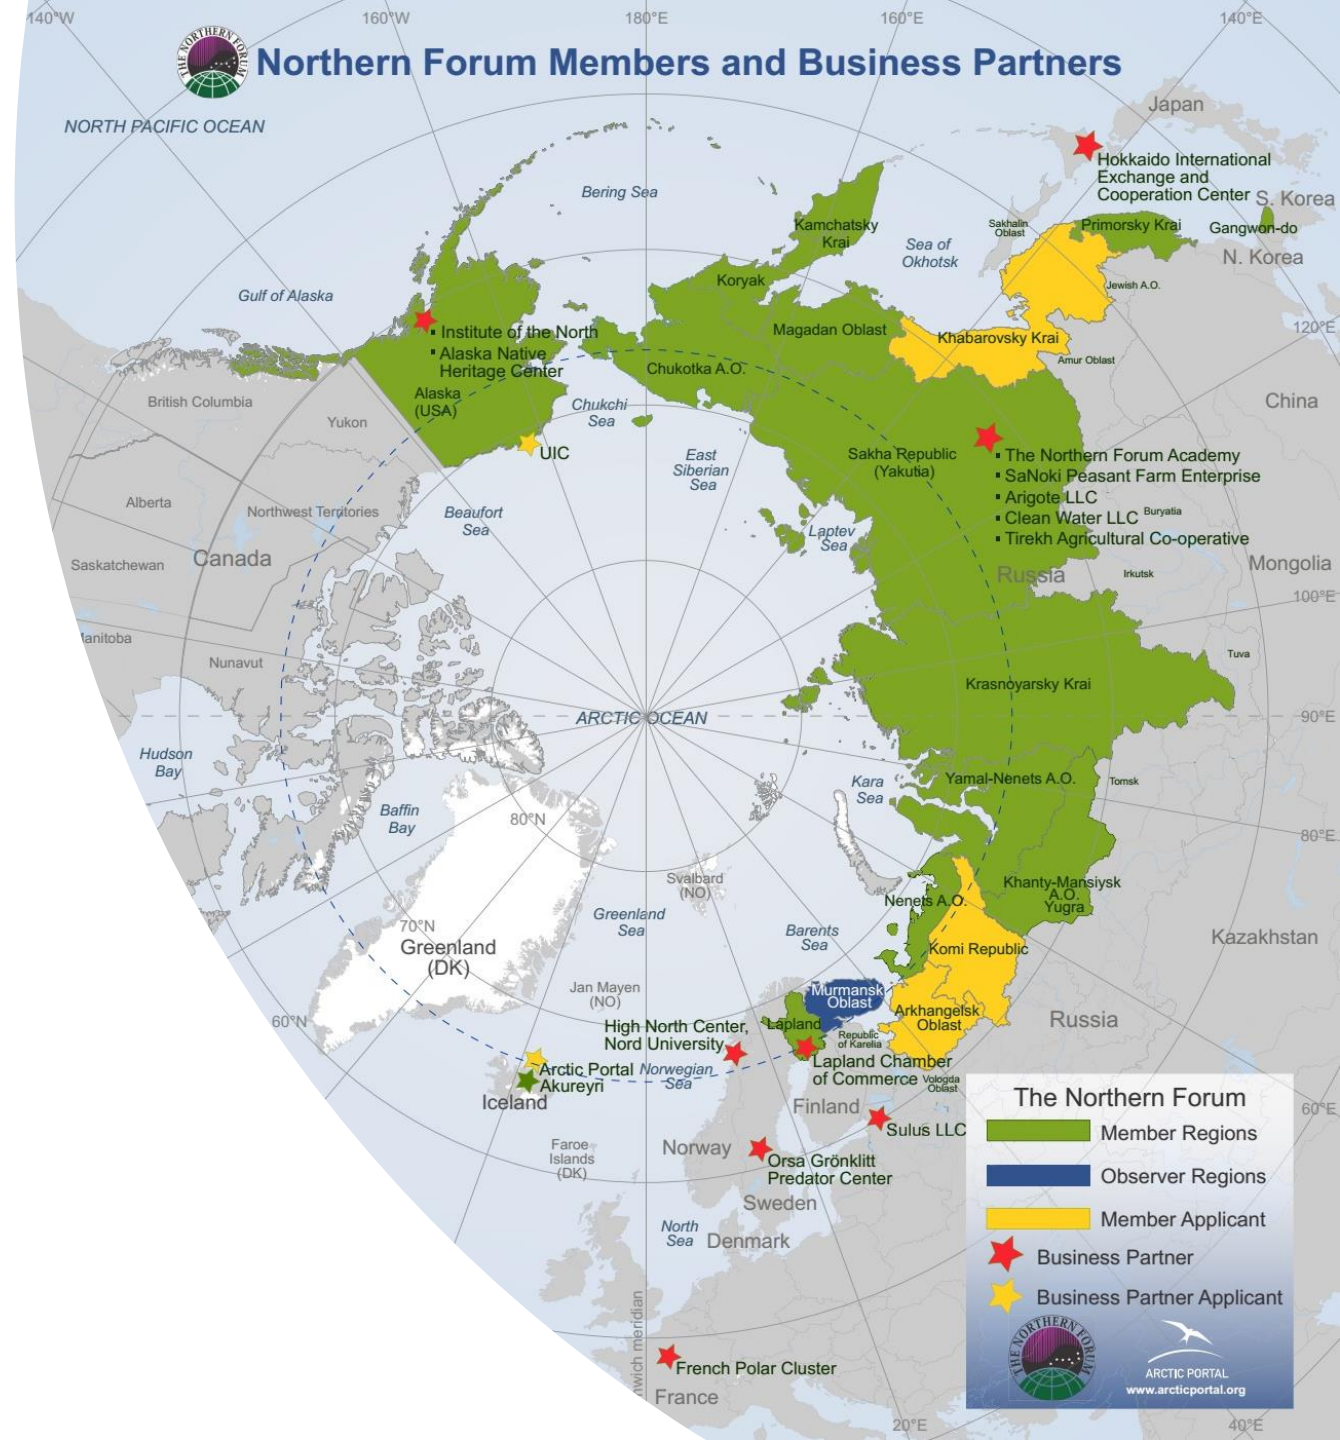 140°W
160°W
180°E
160°E
140°E
THE NORTHERN FORUM
Northern Forum Members and Business Partners
NORTH PACIFIC OCEAN
Japan
Hokkaido International
Exchange and
Cooperation Center
S. Korea
Bering Sea
Kamchatsky
Krai
Sakhalin
Oblast
Primorsky Krai
Gangwon-do
Sea of
Okhotsk
N. Korea
Koryak
Jewish A.O.
Gulf of Alaska
120°E
Institute of the North
Alaska Native
Heritage Center
Magadan Oblast
Khabarovsky Krai
Amur Oblast
Chukotka A.O.
Alaska
(USA)
British Columbia
Yukon
Chukchi
Sea
China
UIC
East
Siberian
Sea
Sakha Republic
(Yakutia)
The Northern Forum Academy
SaNoki Peasant Farm Enterprise
Arigote LLC
Clean Water LLC
Buryatia
Tirekh Agricultural Co-operative
Alberta
Northwest Territories
Beaufort
Sea
Laptev
Sea
Saskatchewan
Canada
Russia
Irkutsk
Mongolia
100°E
anitoba
Nunavut
Tuva
Krasnoyarsky Krai
ARCTIC OCEAN
90°E
Hudson
Bay
Kara
Sea
Yamal-Nenets A.O.
Tomsk
Baffin
Bay
80°N
80°E
Svalbard
(NO)
Khanty-Mansiysk
A.O.
Yugra
Nenets A.O.
70°N
Greenland
Sea
Barents
Sea
Greenland
(DK)
Komi Republic
Kazakhstan
Jan Mayen
(NO)
Murmansk
Oblast
60°N
Arkhangelsk
Oblast
Russia
High North Center,
Nord University
Lapland
Republic
of Karelia
Arctic Portal
Akureyri
Norwegian
Sea
Lapland Chamber
of Commerce
Vologda
Oblast
Iceland
Finland
60°E
Sulus LLC
Faroe
Islands
(DK)
Norway
Orsa Grönklitt
Predator Center
Sweden
North
Sea
Denmark
nwich meridian
French Polar Cluster
France
20°E
40°E
The Northern Forum
Member Regions
Observer Regions
Member Applicant
Business Partner
Business Partner Applicant
THE NORTHERN FORUM
ARCTIC PORTAL
www.arcticportal.org